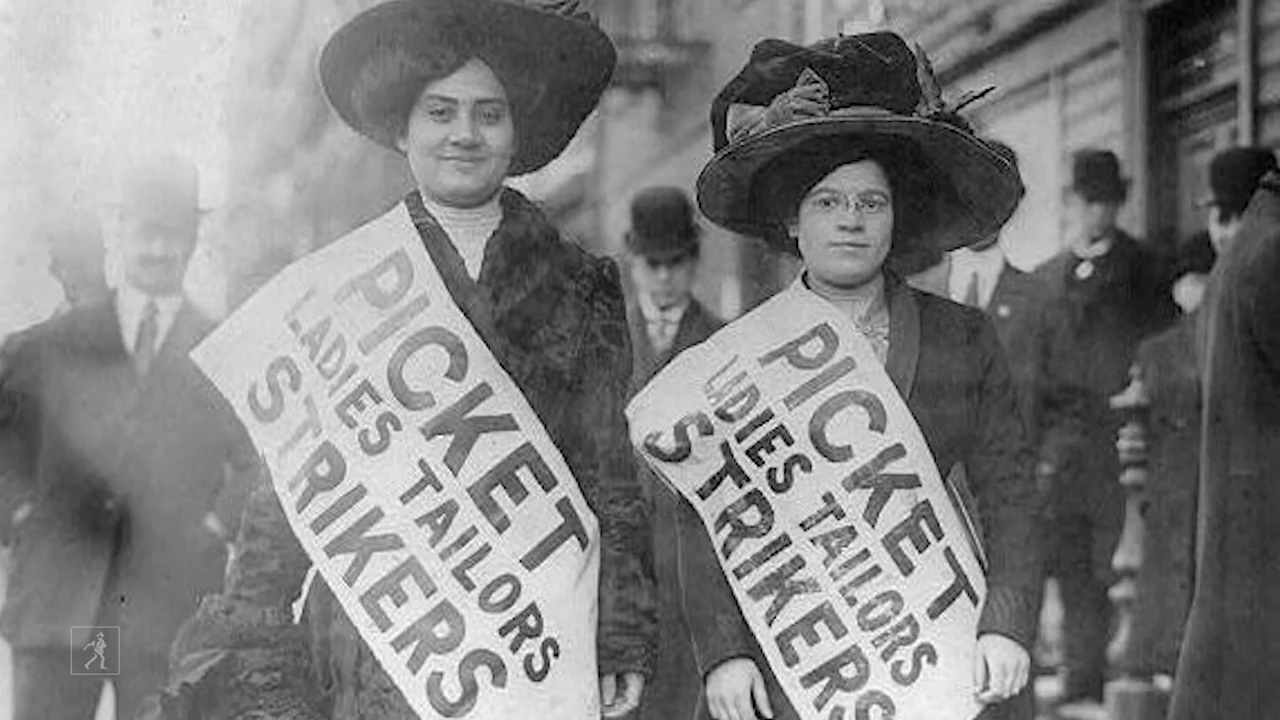 PICKET
LADIES TAILORS
STRIKERS
PICKET
LADIES TAILORS
STRIKERS